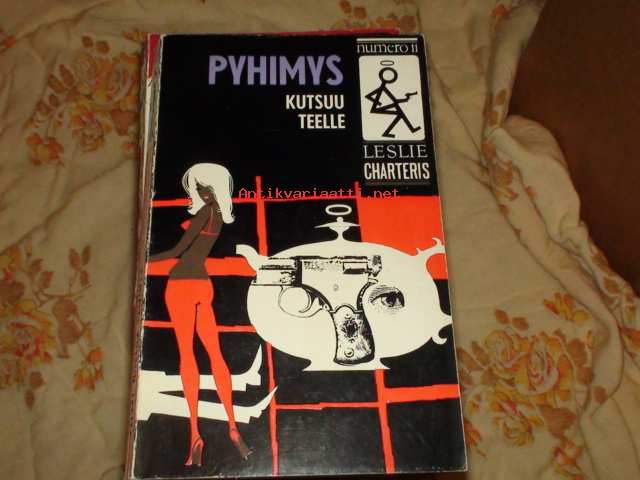 PYHIMYS
KUTSUU
TEELLE
numero 11
LESLIE
CHARTERIS
Antikvariaatti.net